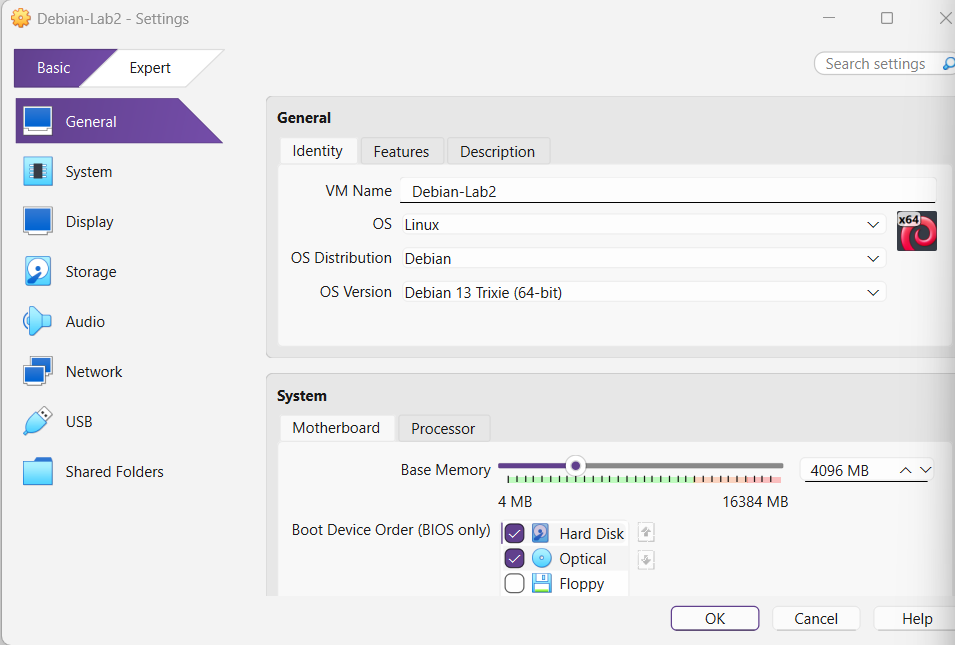 Debian-Lab2 - Settings
Basic Expert
Search settings
General
System
Display
Storage
Audio
Network
USB
Shared Folders
General
Identity Features Description
VM Name Debian-Lab2
OS Linux
x64
OS Distribution Debian
OS Version Debian 13 Trixie (64-bit)
System
Motherboard Processor
Base Memory 4096 MB
4 MB 16384 MB
Boot Device Order (BIOS only) Hard Disk
Optical
Floppy
OK Cancel Help